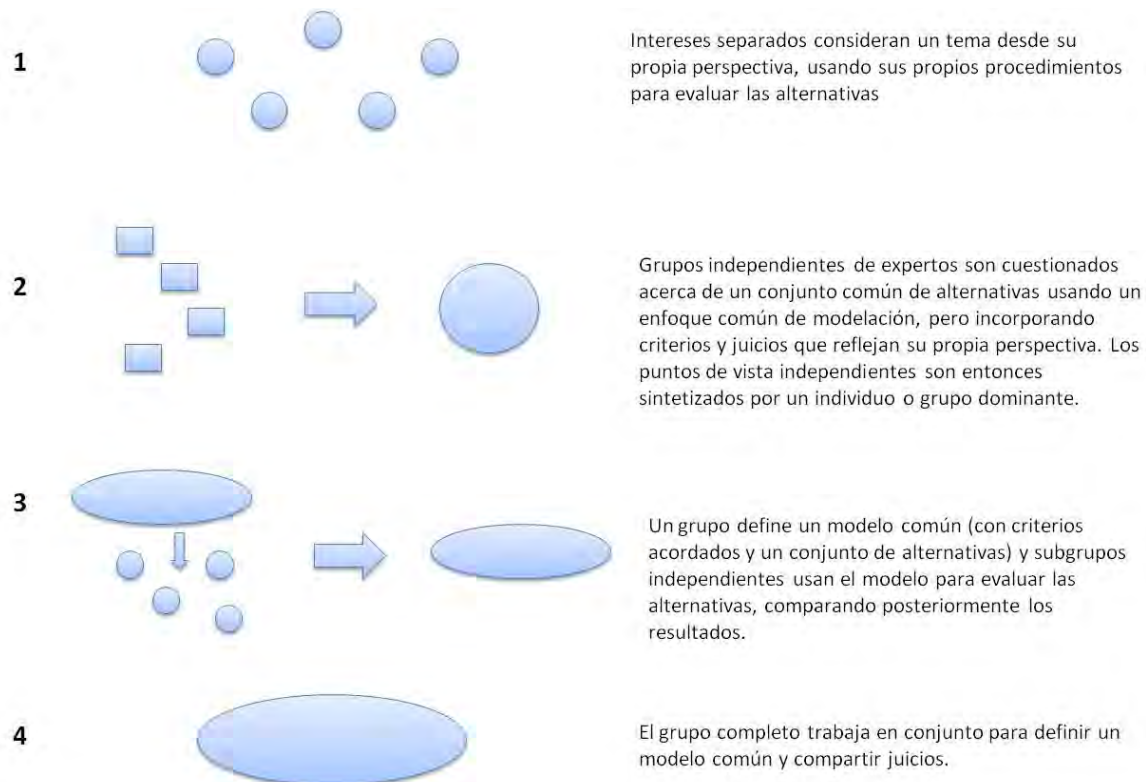 1
Intereses separados consideran un tema desde su
propia perspectiva, usando sus propios procedimientos
para evaluar las alternativas
2
Grupos independientes de expertos son cuestionados
acerca de un conjunto común de alternativas usando un
enfoque común de modelación, pero incorporando
criterios y juicios que reflejan su propia perspectiva. Los
puntos de vista independientes son entonces
sintetizados por un individuo o grupo dominante.
3
Un grupo define un modelo común (con criterios
acordados y un conjunto de alternativas) y subgrupos
independientes usan el modelo para evaluar las
alternativas, comparando posteriormente los
resultados.
4
El grupo completo trabaja en conjunto para definir un
modelo común y compartir juicios.